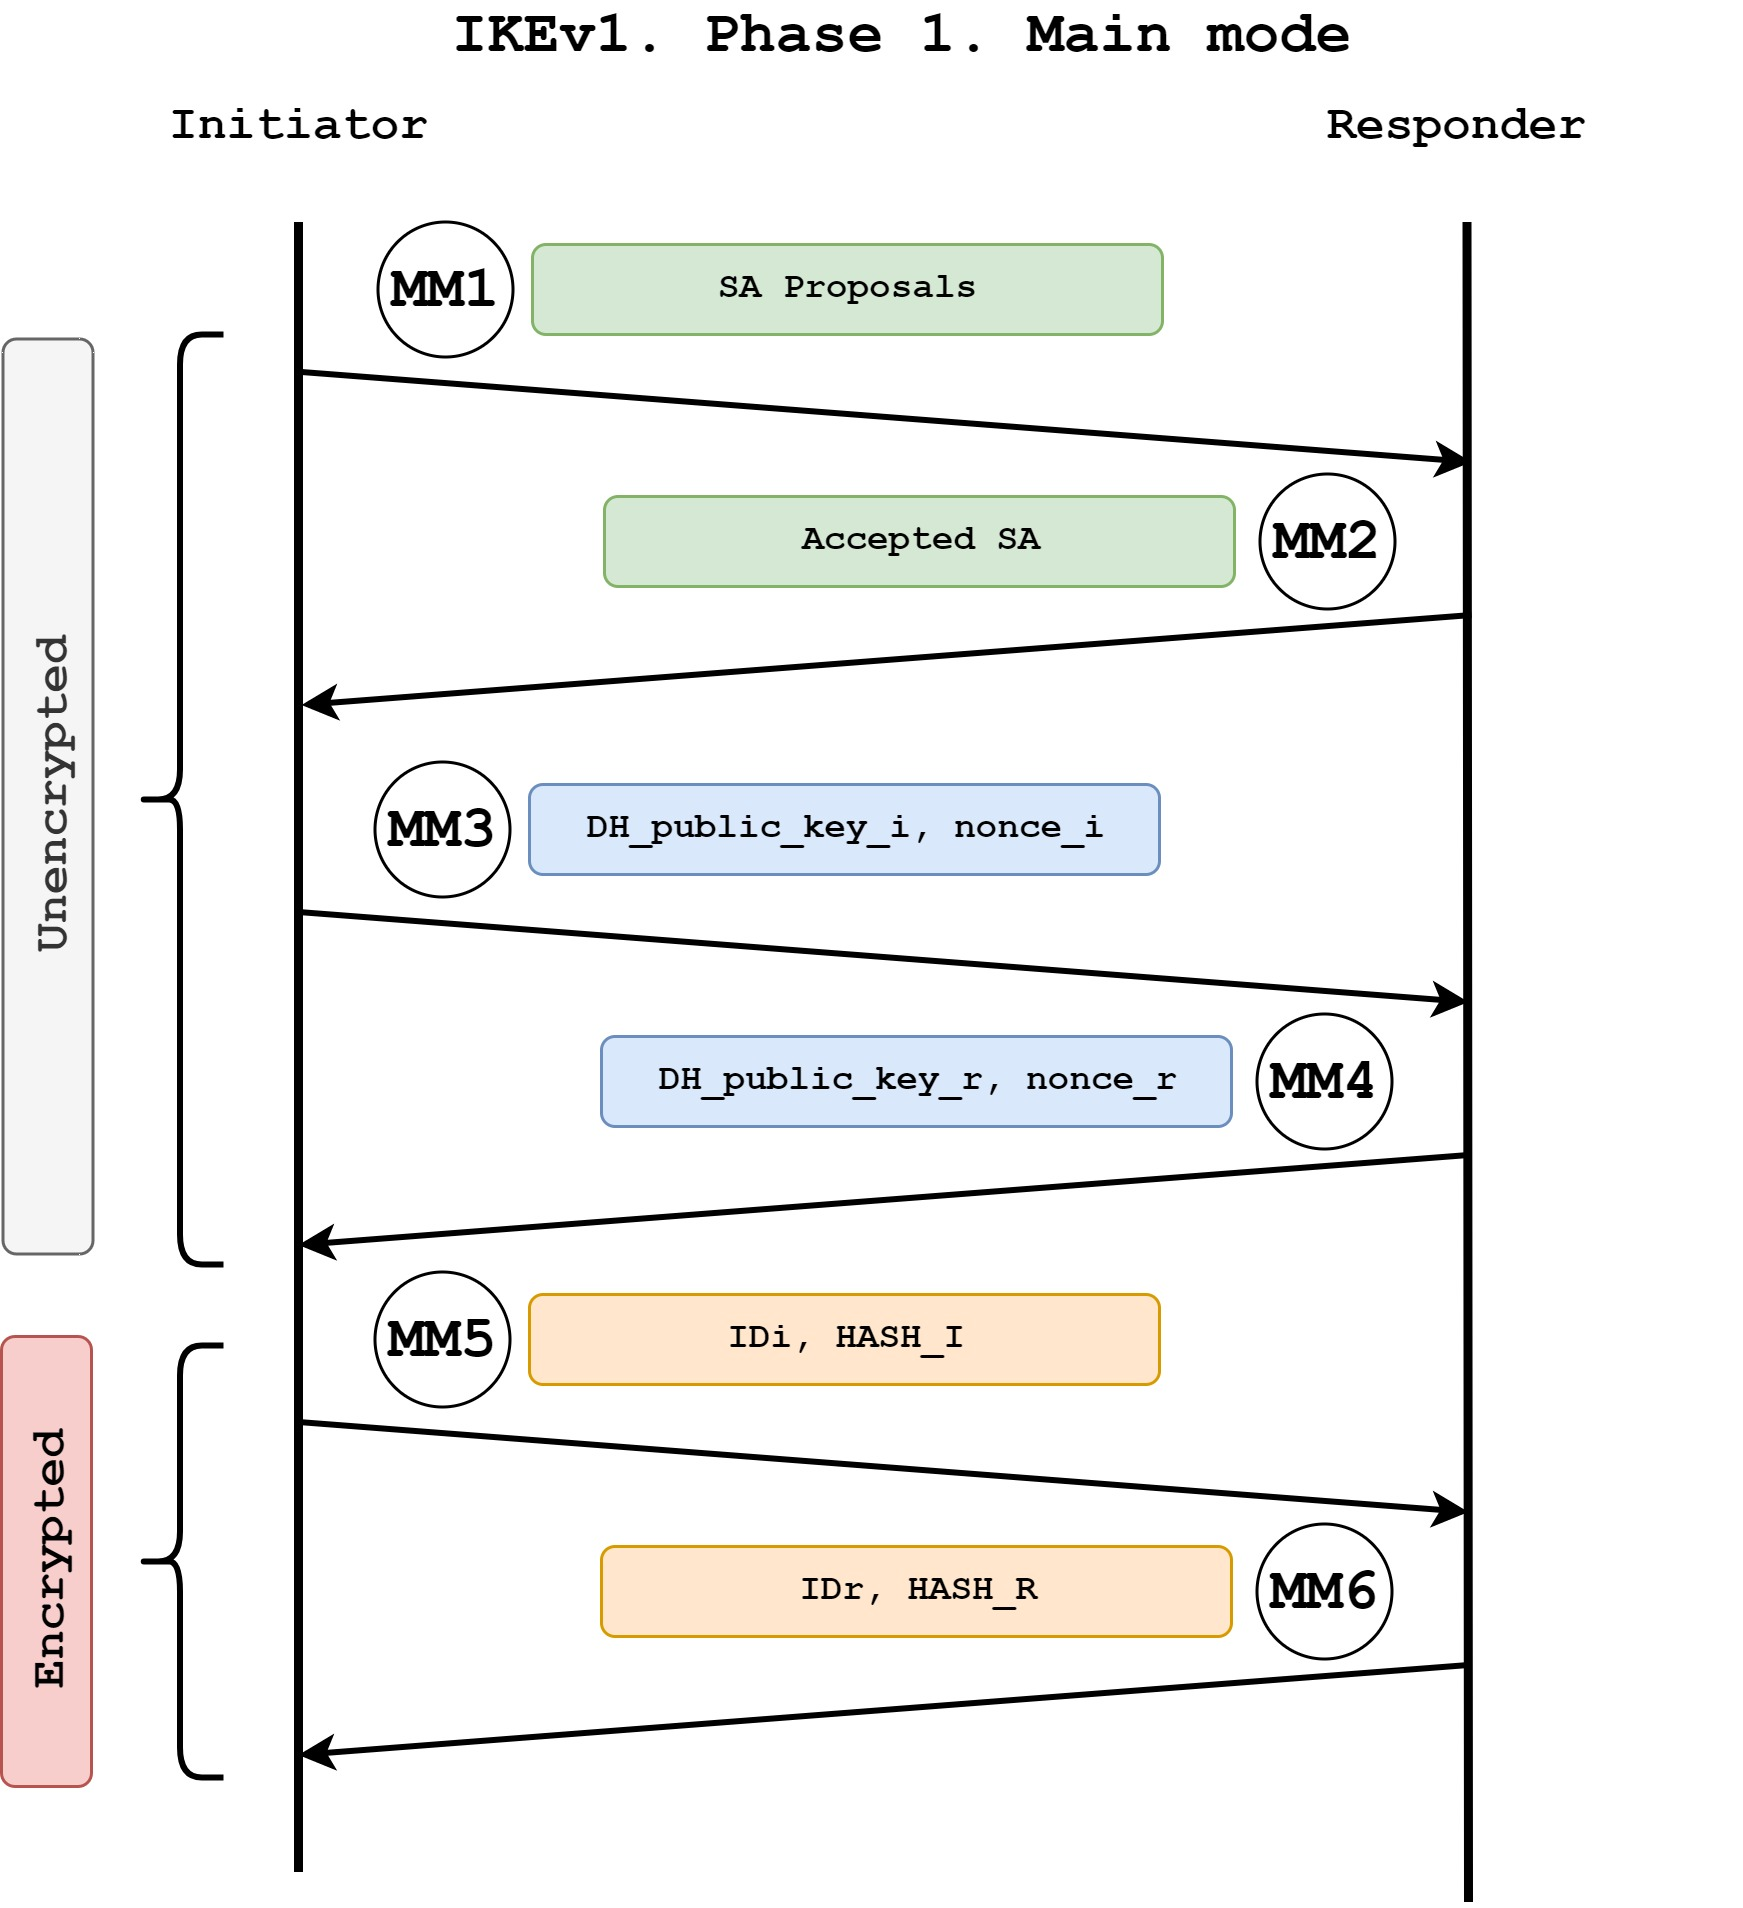 IKEv1. Phase 1. Main mode
Initiator
Responder
MM1
SA Proposals
Accepted SA
MM2
Unencrypted
MM3
DH_public_key_i, nonce_i
DH_public_key_r, nonce_r
MM4
MM5
IDi, HASH_I
Encrypted
IDr, HASH_R
MM6